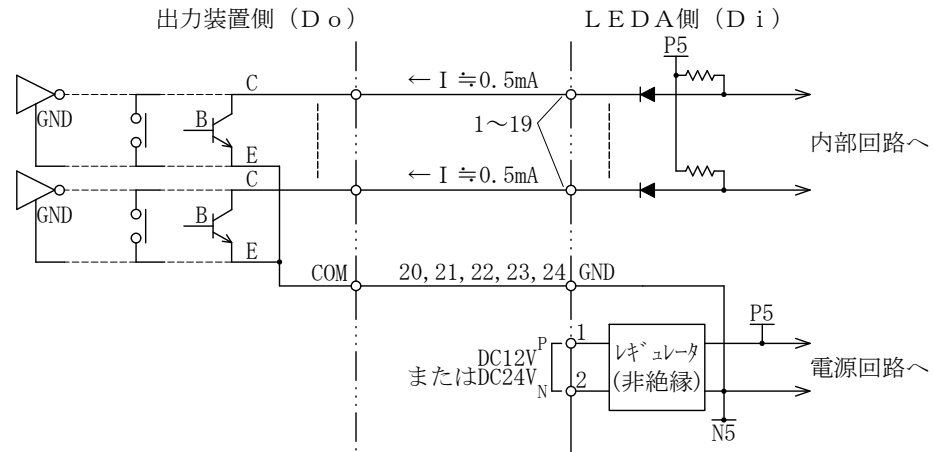 出力装置側（Ｄｏ）
ＬＥＤＡ側（Ｄｉ）
P5
C
← I ≒0.5mA
GND
B
1～19
E
内部回路へ
C
← I ≒0.5mA
GND
B
E
COM
20,21,22,23,24
GND
P5
P
1
DC12V
またはDC24V
N
2
ﾚｷﾞｭﾚｰﾀ
(非絶縁)
電源回路へ
N5